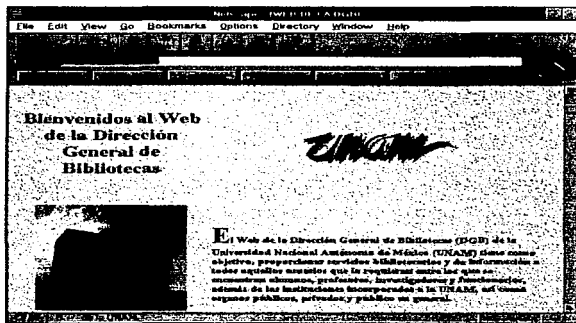 File Edit View Go Bookmarks Options Directory Window Help
Bienvenidos al Web
de la Dirección
General de
Bibliotecas
El Web de la Dirección General de Bibliotecas (DGB) de la
Universidad Nacional Autónoma de México (UNAM) tiene como
objetivo, proporcionar servicios bibliotecarios y de información a
todos aquellos usuarios que la requieran entre los que se
encuentran alumnos, profesores, investigadores y funcionarios
además de las instituciones incorporadas a la UNAM, así como
organos públicos, privados y público en general.